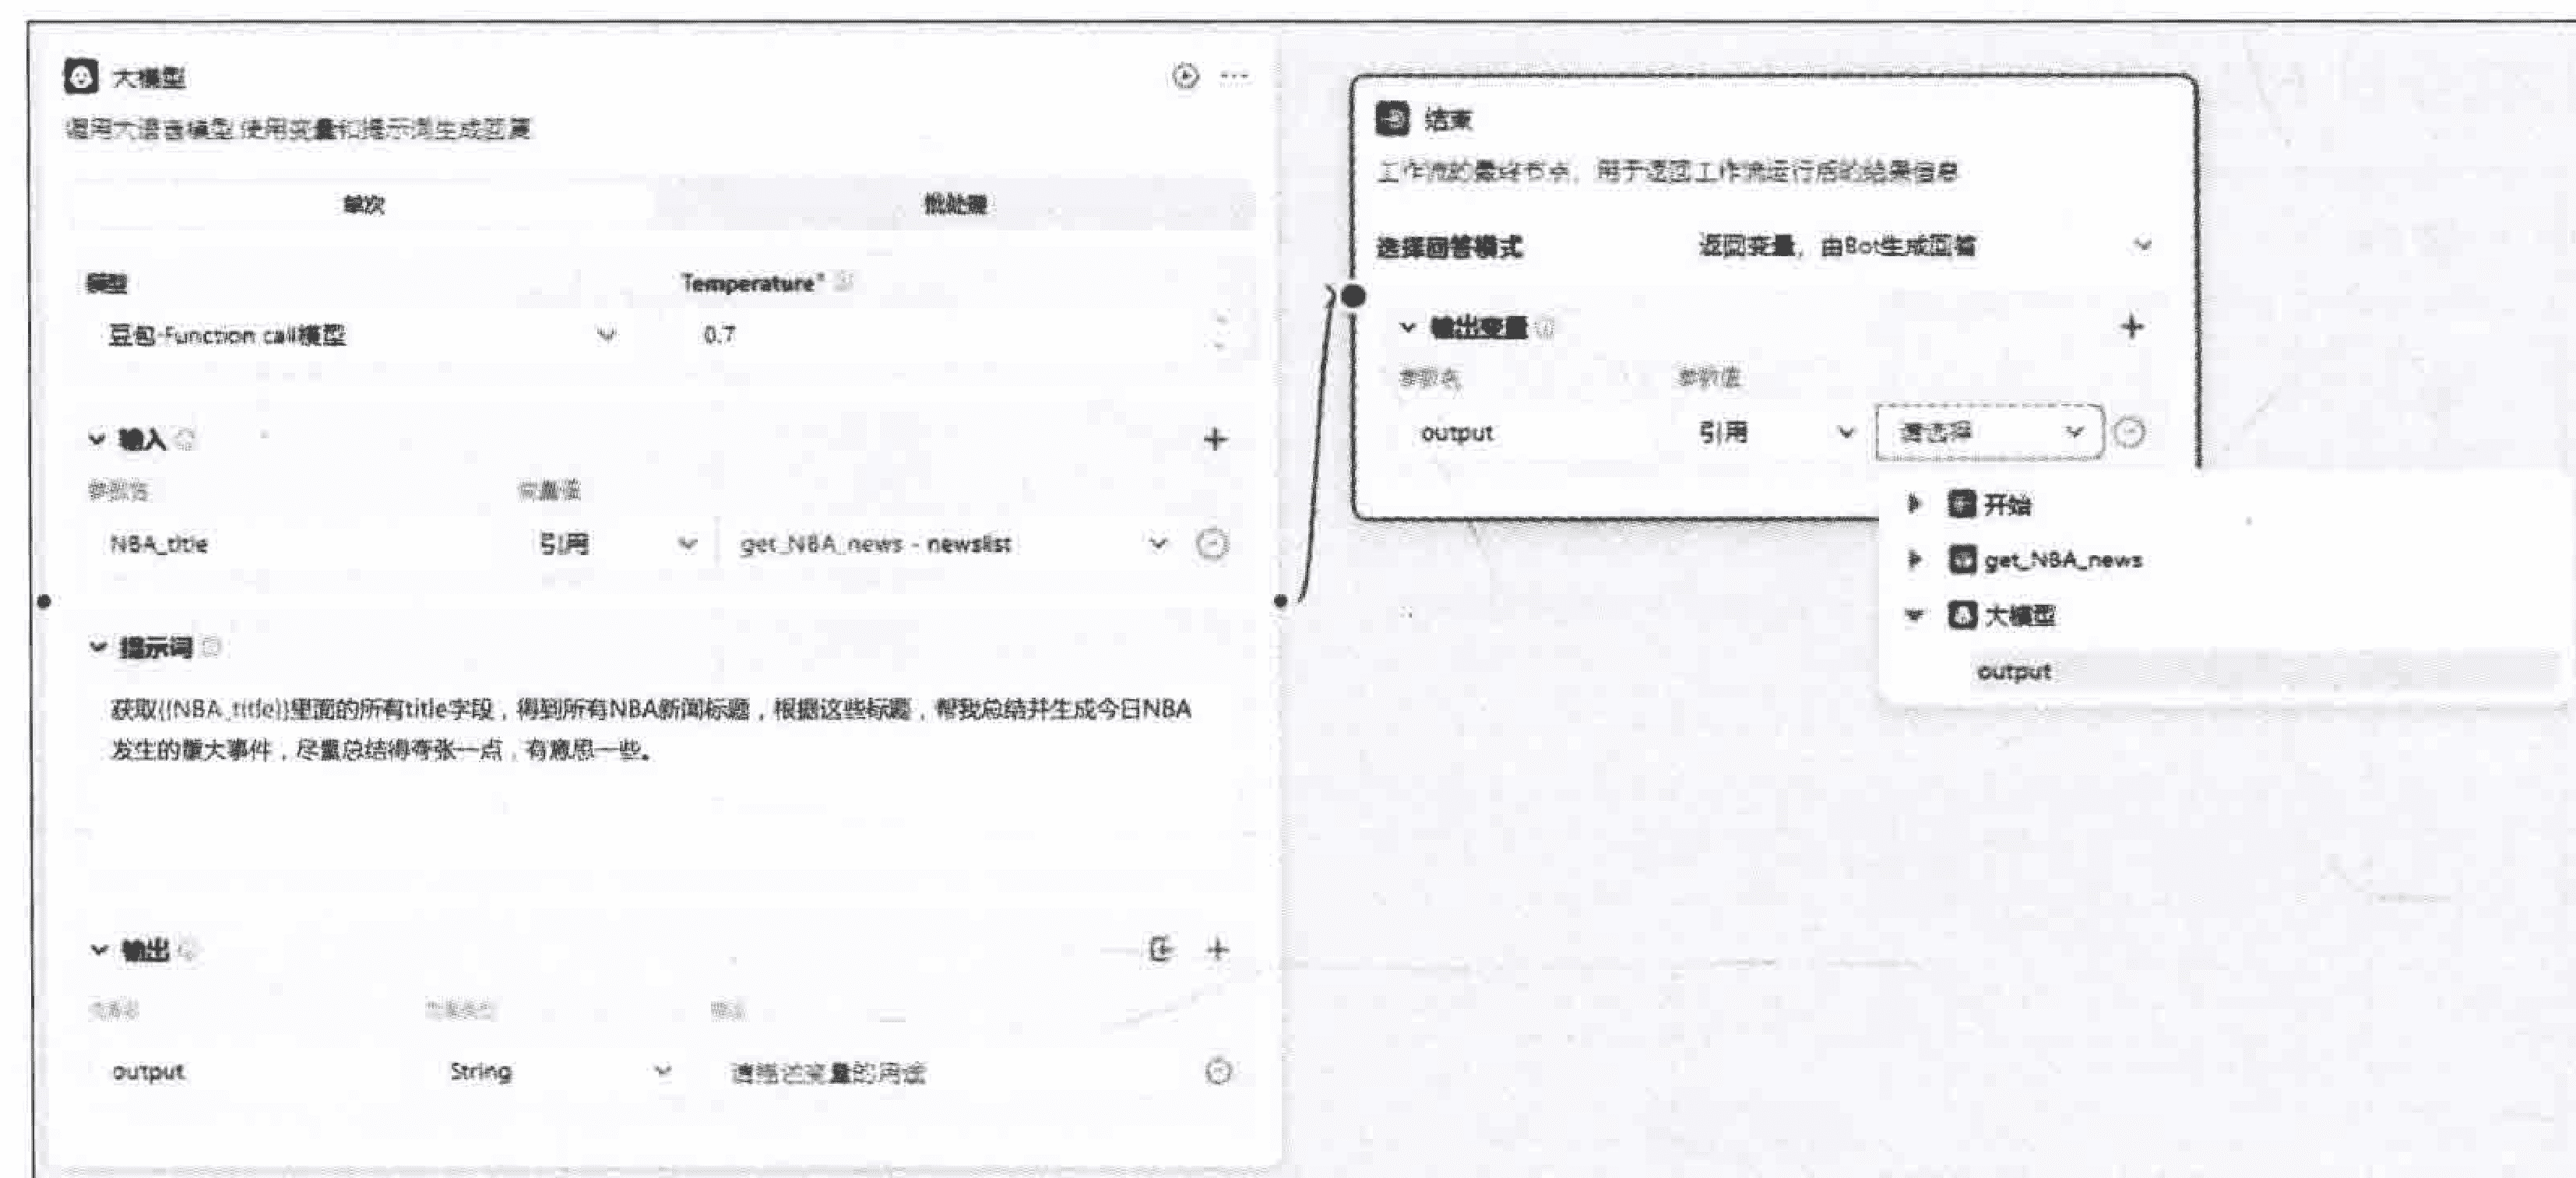 大模型
调用大语言模型,使用变量和提示词生成回复
单次
批处理
模型
Temperature*
豆包·Function call模型
0.7
输入
参数名
变量值
NBA_title
引用
get_NBA_news - newslist
提示词
获取{{NBA_title}}里面的所有title字段，得到所有NBA新闻标题，根据这些标题，帮我总结并生成今日NBA
发生的重大事件，尽量总结得夸张一点，有意思一些。
输出
变量名
变量类型
描述
output
String
请描述变量的用途
结束
工作流的最终节点，用于返回工作流运行后的结果信息
选择回答模式
返回变量，由Bot生成回答
输出变量
参数名
参数值
output
引用
请选择
开始
get_NBA_news
大模型
output